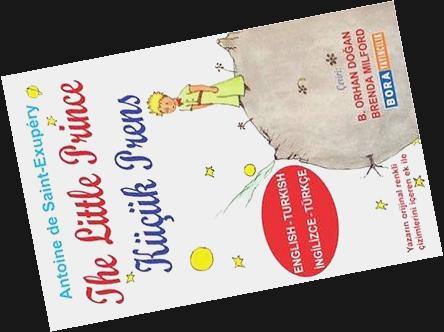 Antoine de Saint-Exupéry
The Little Prince
Küçük Prens
ENGLISH - TURKISH
İNGİLİZCE - TÜRKÇE
Çeviri:
B. ORHAN DOĞAN
BRENDA MILFORD
BORA YAYINCILIK
Yazarın orijinal renkli
çizimlerini içeren ek ile